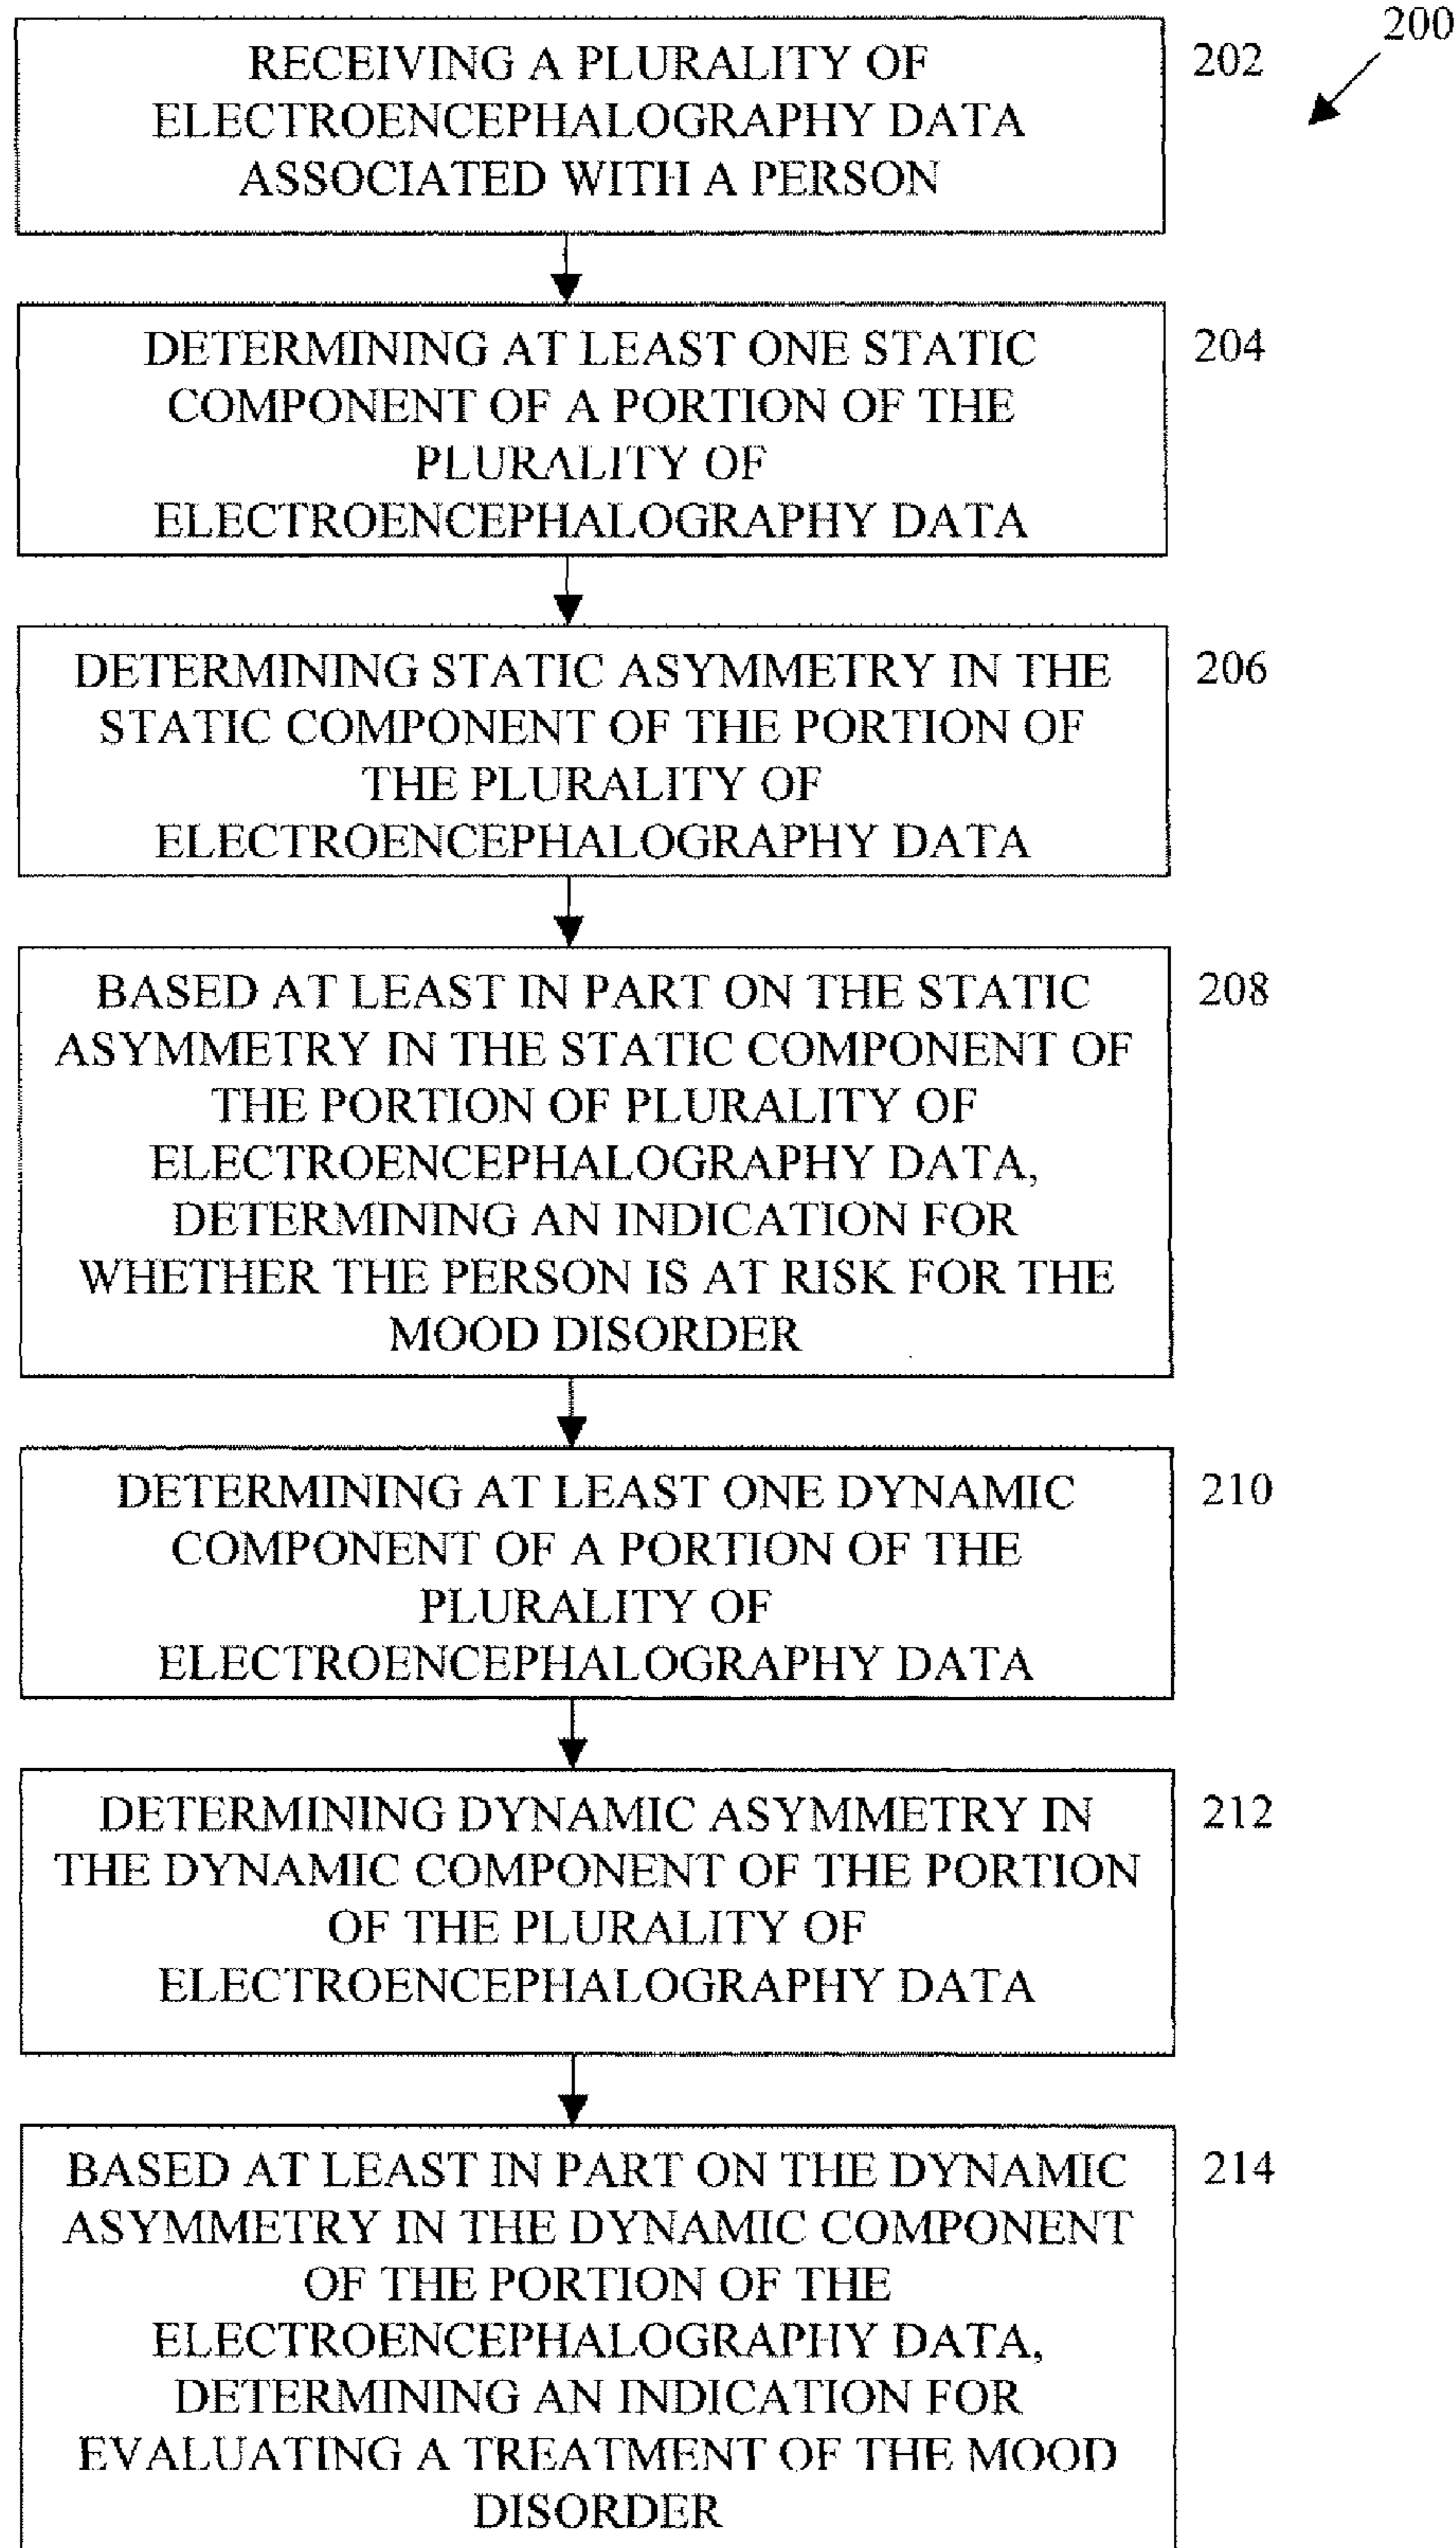 200
RECEIVING A PLURALITY OF
ELECTROENCEPHALOGRAPHY DATA
ASSOCIATED WITH A PERSON
202
DETERMINING AT LEAST ONE STATIC
COMPONENT OF A PORTION OF THE
PLURALITY OF
ELECTROENCEPHALOGRAPHY DATA
204
DETERMINING STATIC ASYMMETRY IN THE
STATIC COMPONENT OF THE PORTION OF
THE PLURALITY OF
ELECTROENCEPHALOGRAPHY DATA
206
BASED AT LEAST IN PART ON THE STATIC
ASYMMETRY IN THE STATIC COMPONENT OF
THE PORTION OF PLURALITY OF
ELECTROENCEPHALOGRAPHY DATA,
DETERMINING AN INDICATION FOR
WHETHER THE PERSON IS AT RISK FOR THE
MOOD DISORDER
208
DETERMINING AT LEAST ONE DYNAMIC
COMPONENT OF A PORTION OF THE
PLURALITY OF
ELECTROENCEPHALOGRAPHY DATA
210
DETERMINING DYNAMIC ASYMMETRY IN
THE DYNAMIC COMPONENT OF THE PORTION
OF THE PLURALITY OF
ELECTROENCEPHALOGRAPHY DATA
212
BASED AT LEAST IN PART ON THE DYNAMIC
ASYMMETRY IN THE DYNAMIC COMPONENT
OF THE PORTION OF THE
ELECTROENCEPHALOGRAPHY DATA,
DETERMINING AN INDICATION FOR
EVALUATING A TREATMENT OF THE MOOD
DISORDER
214